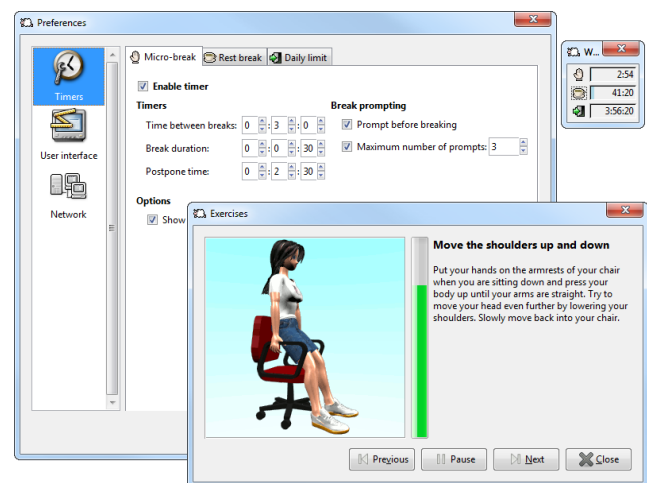 Preferences
Timers
User interface
Network
Micro-break Rest break Daily limit
Enable timer
Timers
Time between breaks: 0 : 3 : 0
Break duration: 0 : 0 : 30
Postpone time: 0 : 2 : 30
Break prompting
Prompt before breaking
Maximum number of prompts: 3
Options
Show
W...
2:54
41:20
3:56:20
Exercises
Move the shoulders up and down
Put your hands on the armrests of your chair
when you are sitting down and press your
body up until your arms are straight. Try to
move your head even further by lowering your
shoulders. Slowly move back into your chair.
Previous Pause Next Close